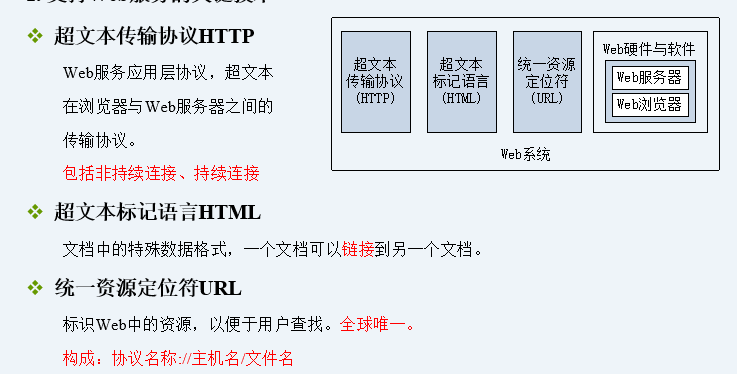 超文本传输协议HTTP
Web服务应用层协议，超文本
在浏览器与Web服务器之间的
传输协议。
包括非持续连接、持续连接
超文本
传输协议
(HTTP)
超文本
标记语言
(HTML)
统一资源
定位符
(URL)
Web硬件与软件
Web服务器
Web浏览器
Web系统
超文本标记语言HTML
文档中的特殊数据格式，一个文档可以链接到另一个文档。
统一资源定位符URL
标识Web中的资源，以便于用户查找。全球唯一。
构成：协议名称://主机名/文件名